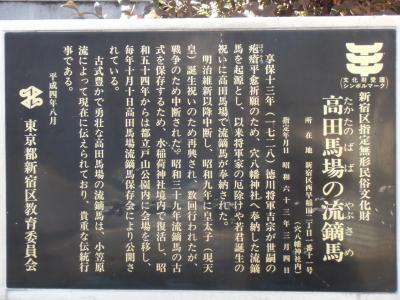 文化財愛護
シンボルマーク
新宿区指定無形民俗文化財
高田馬場の流鏑馬
たかたのばば やぶさめ
所在地 新宿区西早稲田二丁目一番十一号
（穴八幡神社内）
指定年月日 昭和六十三年三月四日
享保十三年（一七二八）徳川将軍吉宗が世嗣の
疱瘡平癒祈願のため、穴八幡神社へ奉納した流鏑
馬を起源とし、以来将軍家の厄除けや若君誕生の
祝いに高田馬場で流鏑馬が奉納された。
明治維新以降中断し、昭和九年に皇太子（現天
皇）誕生祝いのため再興され、数回行われたが、
戦争のため中断された。昭和三十九年流鏑馬の古
式を保存するため、水稲荷神社境内で復活し、昭
和五十四年からは都立戸山公園内に会場を移し、
毎年十月十日高田馬場流鏑馬保存会により公開さ
れている。
古式豊かで勇壮な高田馬場の流鏑馬は、小笠原
流によって現在に伝えられており、貴重な伝統行
事である。
平成四年八月
東京都新宿区教育委員会